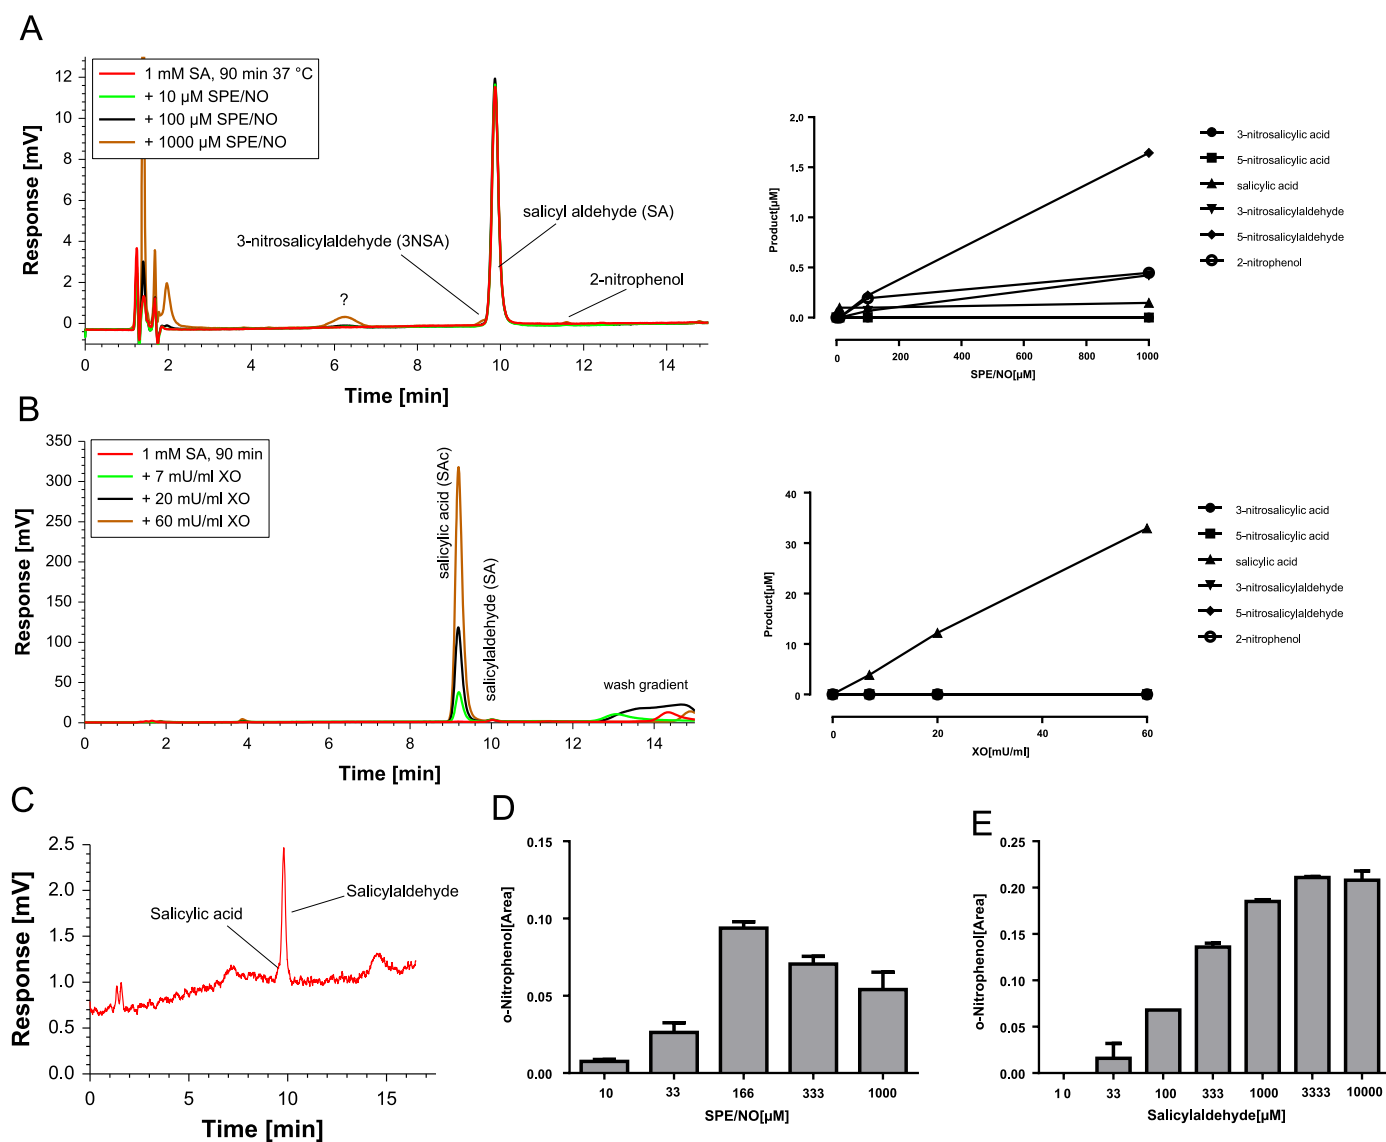 A
1 mM SA, 90 min 37 °C
+ 10 µM SPE/NO
+ 100 µM SPE/NO
+ 1000 µM SPE/NO
12
10
8
6
4
2
0
Response [mV]
salicyl aldehyde (SA)
3-nitrosalicylaldehyde (3NSA)
2-nitrophenol
?
0 2 4 6 8 10 12 14
Time [min]
2.0
1.5
1.0
0.5
0.0
Product[µM]
0 200 400 600 800 1000
SPE/NO[µM]
3-nitrosalicylic acid
5-nitrosalicylic acid
salicylic acid
3-nitrosalicylaldehyde
5-nitrosalicylaldehyde
2-nitrophenol
B
1 mM SA, 90 min
+ 7 mU/ml XO
+ 20 mU/ml XO
+ 60 mU/ml XO
350
300
250
200
150
100
50
0
Response [mV]
salicylic acid (SAc)
salicylaldehyde (SA)
wash gradient
0 2 4 6 8 10 12 14
Time [min]
40
30
20
10
0
Product[µM]
0 20 40 60
XO[mU/ml]
3-nitrosalicylic acid
5-nitrosalicylic acid
salicylic acid
3-nitrosalicylaldehyde
5-nitrosalicylaldehyde
2-nitrophenol
C
2.5
2.0
1.5
1.0
0.5
0.0
Response [mV]
Salicylaldehyde
Salicylic acid
0 5 10 15
Time [min]
D
0.15
0.10
0.05
0.00
o-Nitrophenol[Area]
10 33 166 333 1000
SPE/NO[µM]
E
0.25
0.20
0.15
0.10
0.05
0.00
o-Nitrophenol[Area]
10 33 100 333 1000 3333 10000
Salicylaldehyde[µM]